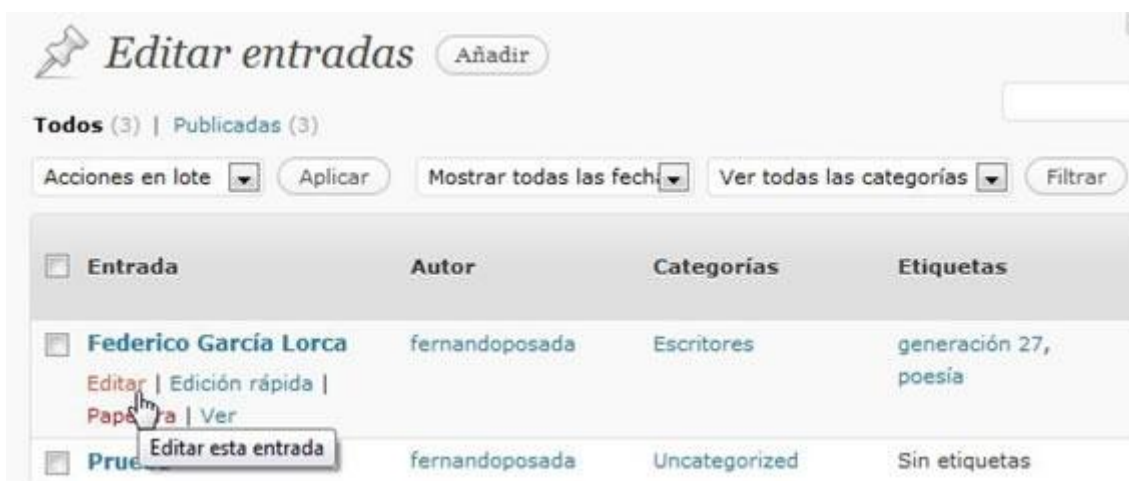 Editar entradas Añadir
Todos (3) | Publicadas (3)
Acciones en lote Aplicar Mostrar todas las fech Ver todas las categorías Filtrar
Entrada Autor Categorías Etiquetas
Federico García Lorca fernandoposada Escritores generación 27,
Editar | Edición rápida | poesía
| Ver
Editar esta entrada
fernandoposada Uncategorized Sin etiquetas